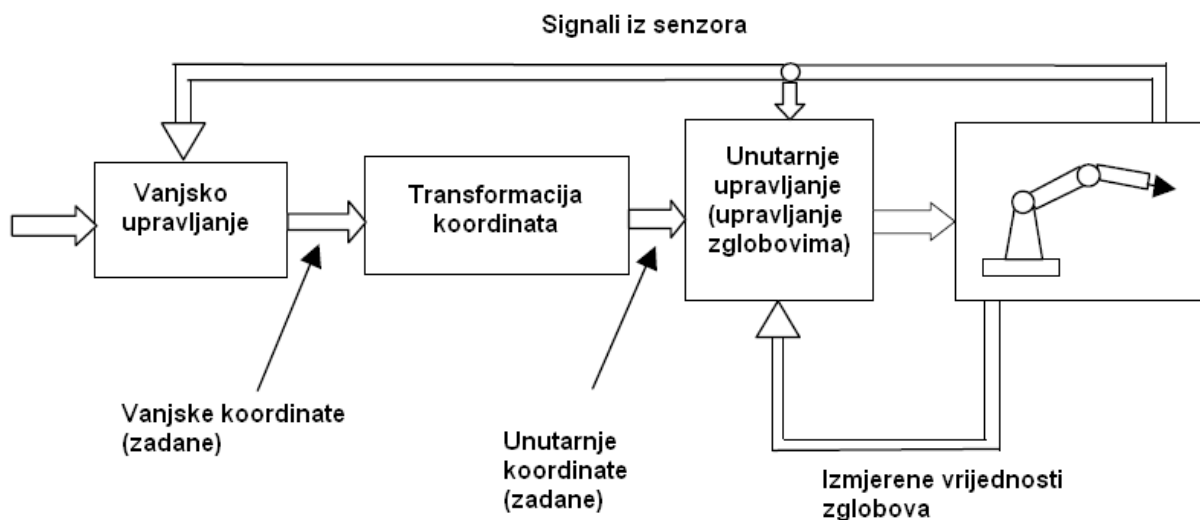 Signali iz senzora
Vanjsko
upravljanje
Transformacija
koordinata
Unutarnje
upravljanje
(upravljanje
zglobovima)
Vanjske koordinate
(zadane)
Unutarnje
koordinate
(zadane)
Izmjerene vrijednosti
zglobova